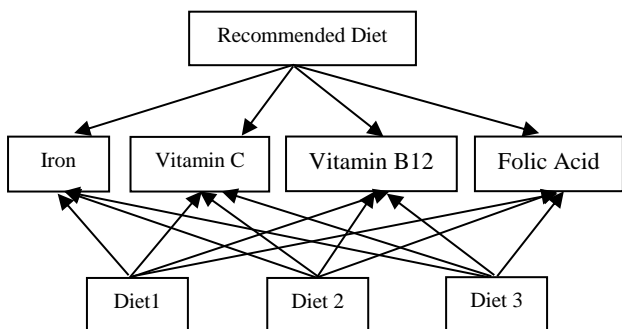 Recommended Diet
Iron
Vitamin C
Vitamin B12
Folic Acid
Diet1
Diet 2
Diet 3